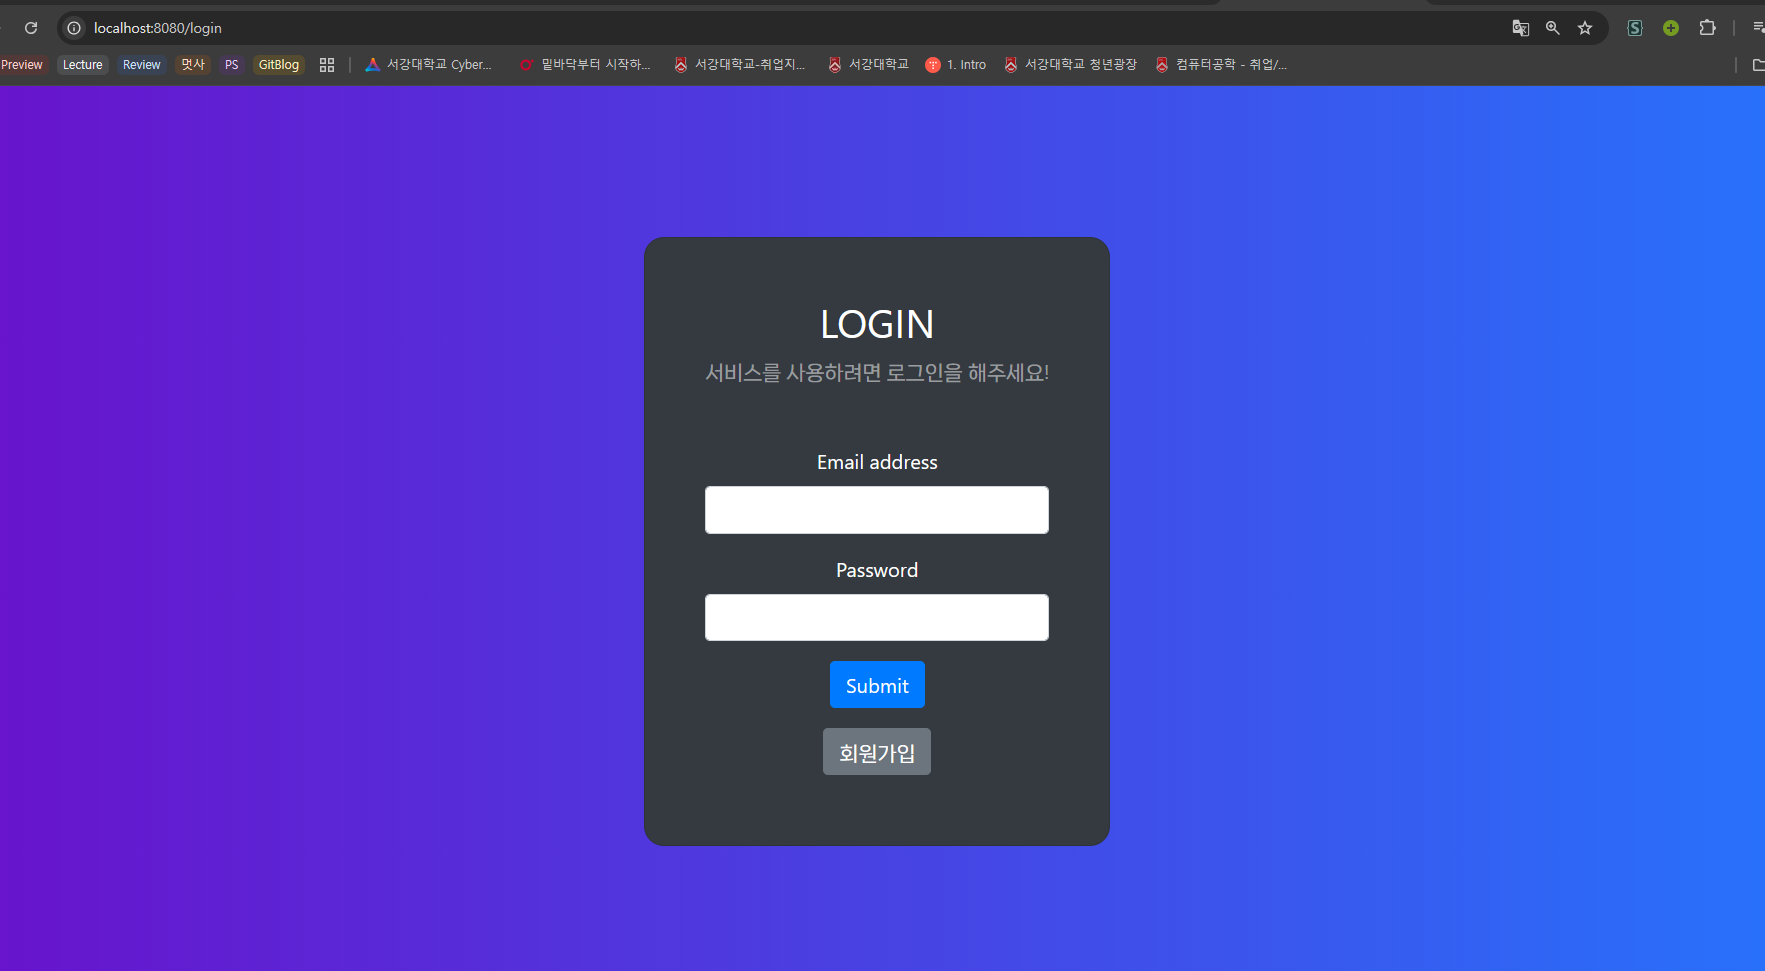 localhost:8080/login
Preview Lecture Review 멋사 PS GitBlog 서강대학교 Cyber... 밑바닥부터 시작하... 서강대학교-취업지... 서강대학교 1. Intro 서강대학교 청년광장 컴퓨터공학 - 취업/...
LOGIN
서비스를 사용하려면 로그인을 해주세요!
Email address
Password
Submit
회원가입